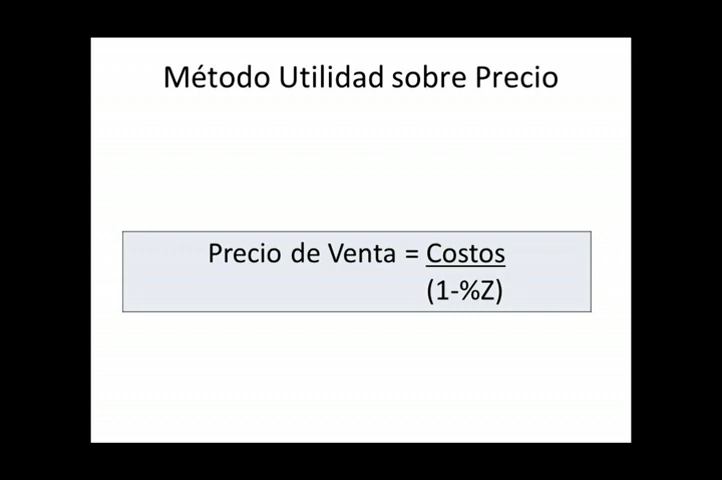 Método Utilidad sobre Precio
Precio de Venta = Costos
(1-%Z)